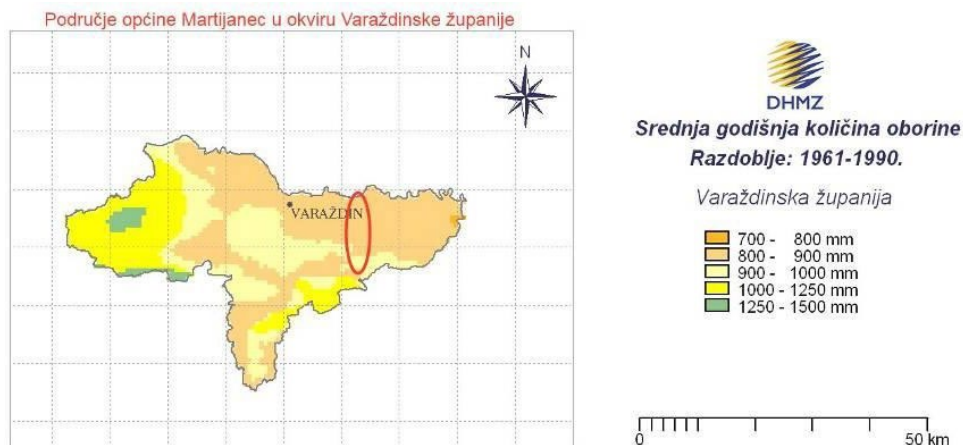 Područje općine Martijanec u okviru Varaždinske županije
N
VARAŽDIN
DHMZ
Srednja godišnja količina oborine
Razdoblje: 1961-1990.
Varaždinska županija
700 - 800 mm
800 - 900 mm
900 - 1000 mm
1000 - 1250 mm
1250 - 1500 mm
0 50 km